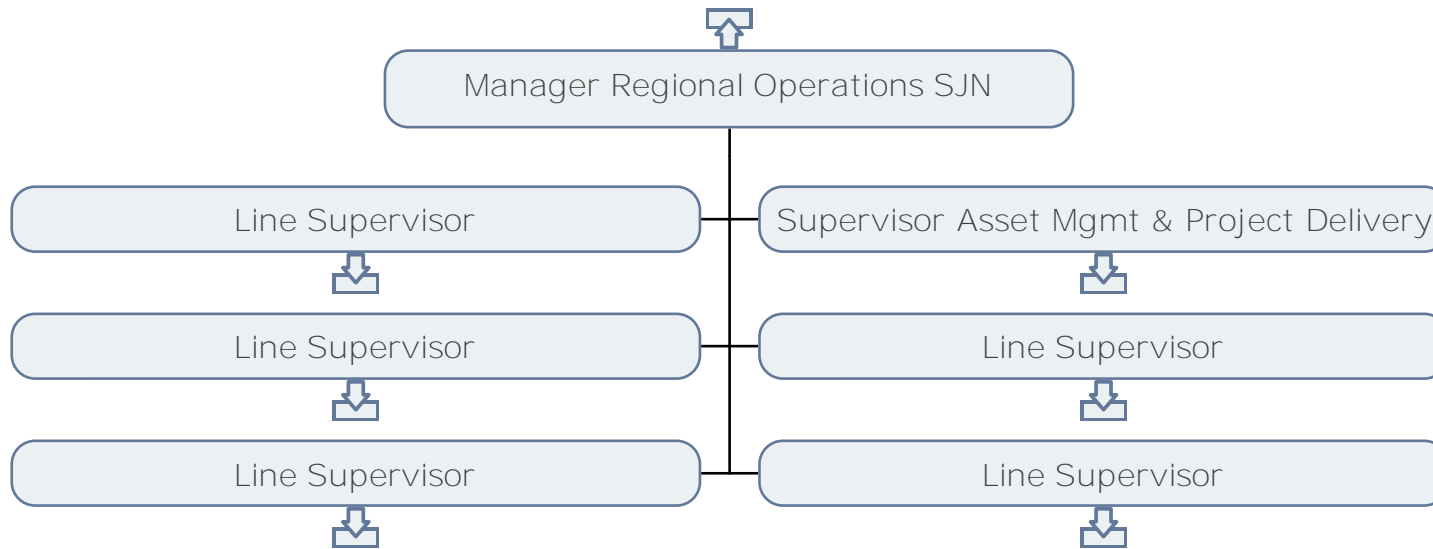 Manager Regional Operations SJN
Line Supervisor
Supervisor Asset Mgmt & Project Delivery
Line Supervisor
Line Supervisor
Line Supervisor
Line Supervisor